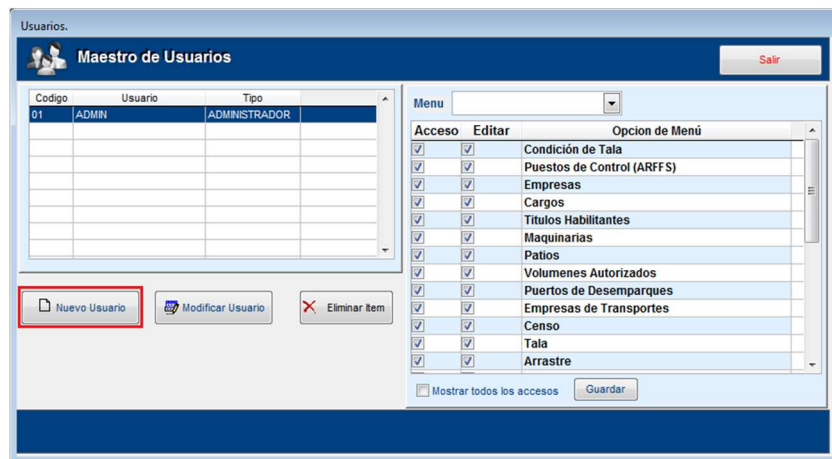 Usuarios.
Maestro de Usuarios
Salir
Codigo Usuario Tipo
01 ADMIN ADMINISTRADOR
Nuevo Usuario
Modificar Usuario
Eliminar Item
Menu
Acceso Editar Opcion de Menú
Condición de Tala
Puestos de Control (ARFFS)
Empresas
Cargos
Titulos Habilitantes
Maquinarias
Patios
Volumenes Autorizados
Puertos de Desemparques
Empresas de Transportes
Censo
Tala
Arrastre
Mostrar todos los accesos
Guardar